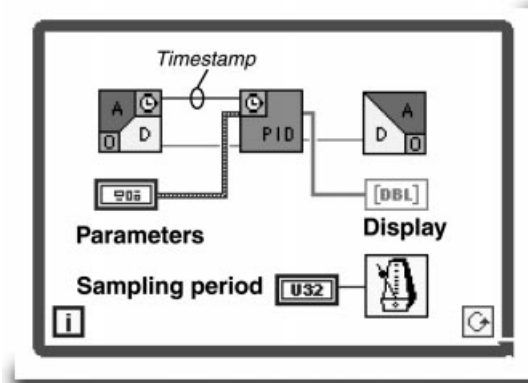 Timestamp
A
D
0
PID
D
A
0
[DBL]
Parameters
Display
Sampling period
U32
i